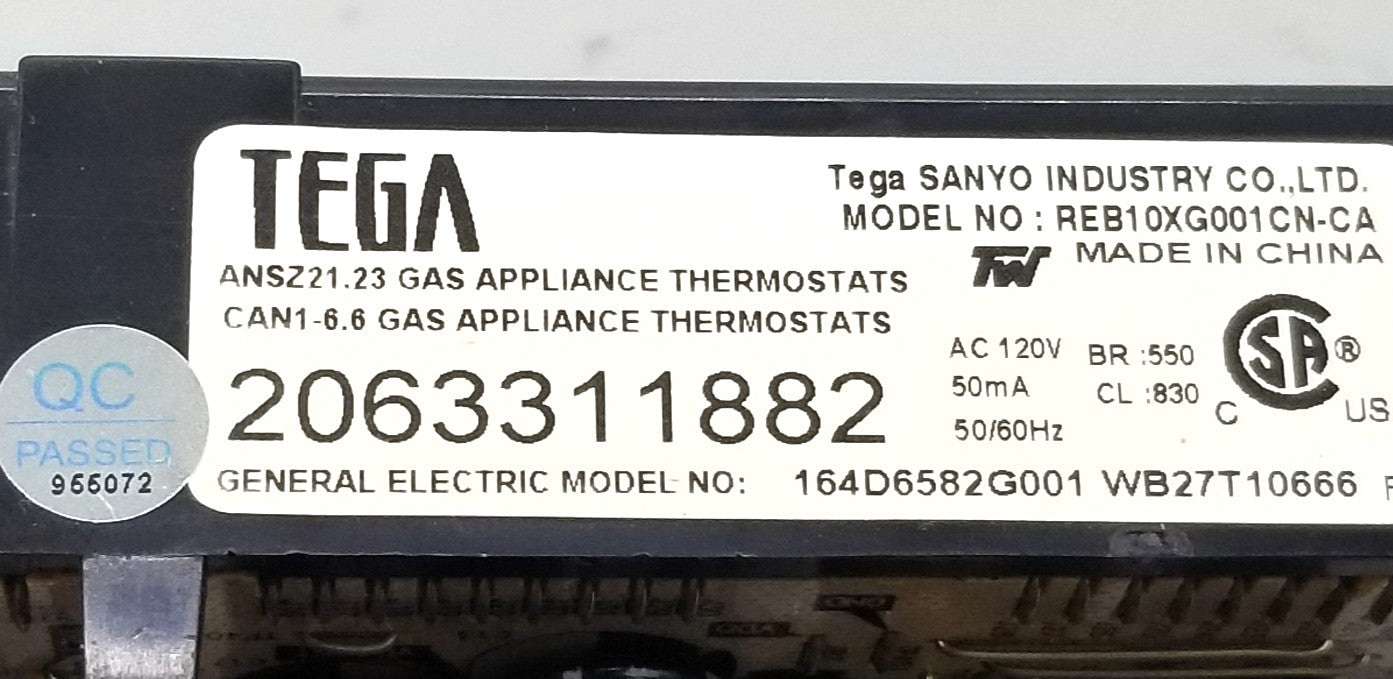 TEGA
Tega SANYO INDUSTRY CO.,LTD.
MODEL NO : REB10XG001CN-CA
MADE IN CHINA
ANSZ21.23 GAS APPLIANCE THERMOSTATS
CAN1-6.6 GAS APPLIANCE THERMOSTATS
AC 120V BR :550
50mA CL :830
50/60Hz
C SA ® C US
2063311882
GENERAL ELECTRIC MODEL NO: 164D6582G001 WB27T10666
QC
PASSED
966072